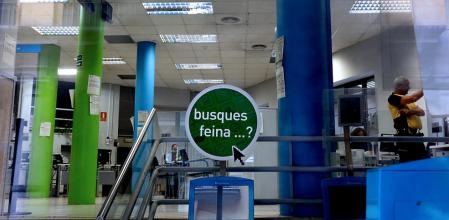 busques
feina ...?